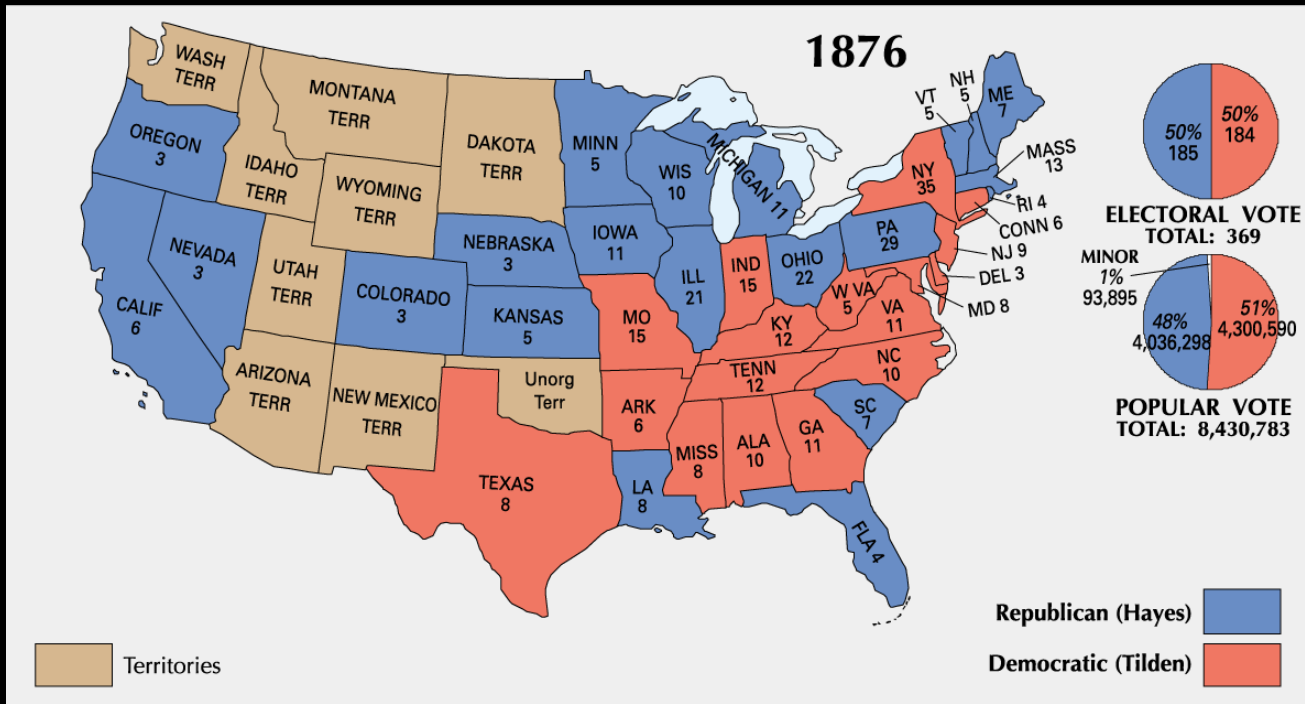 1876
WASH
TERR
OREGON
3
CALIF
6
NEVADA
3
IDAHO
TERR
MONTANA
TERR
WYOMING
TERR
UTAH
TERR
ARIZONA
TERR
COLORADO
3
NEW MEXICO
TERR
DAKOTA
TERR
NEBRASKA
3
KANSAS
5
Unorg
Terr
TEXAS
8
MINN
5
IOWA
11
MO
15
ARK
6
LA
8
WIS
10
ILL
21
MICHIGAN 11
IND
15
OHIO
22
KY
12
TENN
12
MISS
8
ALA
10
GA
11
FLA 4
SC
7
NC
10
VA
11
W VA
5
PA
29
NY
35
VT
5
NH
5
ME
7
MASS
13
RI 4
CONN 6
NJ 9
DEL 3
MD 8
50%
185
50%
184
ELECTORAL VOTE
TOTAL: 369
MINOR
1%
93,895
48%
4,036,298
51%
4,300,590
POPULAR VOTE
TOTAL: 8,430,783
Republican (Hayes)
Democratic (Tilden)
Territories